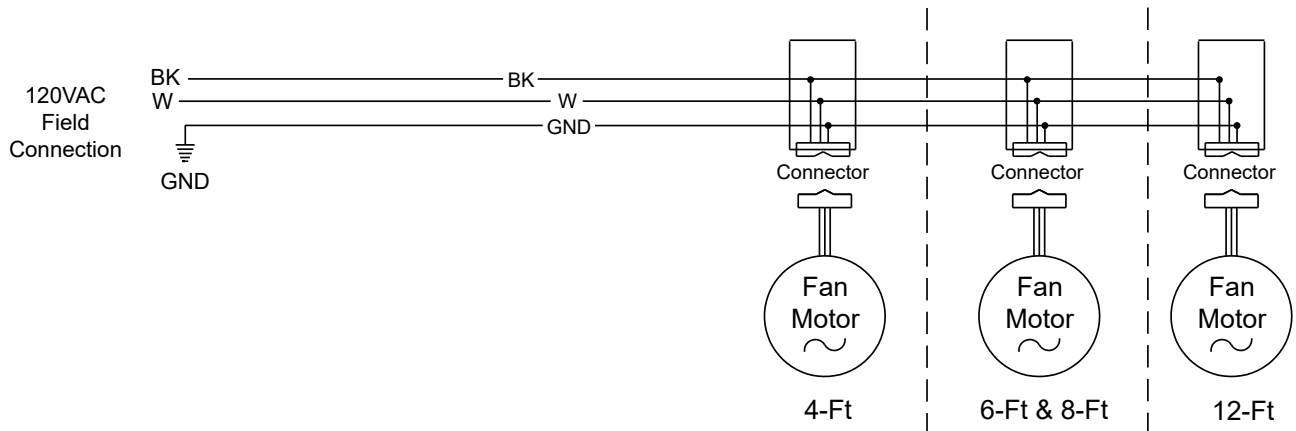 120VAC
Field
Connection
BK
W
GND
BK
W
GND
Connector
Connector
Connector
Fan
Motor
Fan
Motor
Fan
Motor
4-Ft
6-Ft & 8-Ft
12-Ft